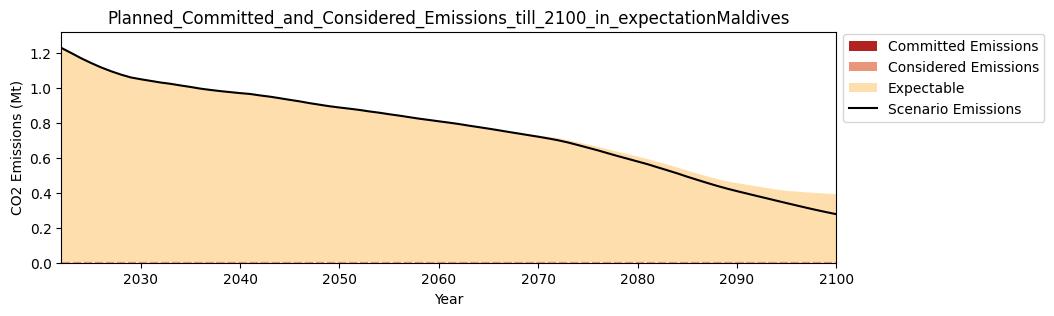 Planned_Committed_and_Considered_Emissions_till_2100_in_expectationMaldives
Committed Emissions
Considered Emissions
Expectable
Scenario Emissions
CO2 Emissions (Mt)
1.2
1.0
0.8
0.6
0.4
0.2
0.0
2030 2040 2050 2060 2070 2080 2090 2100
Year